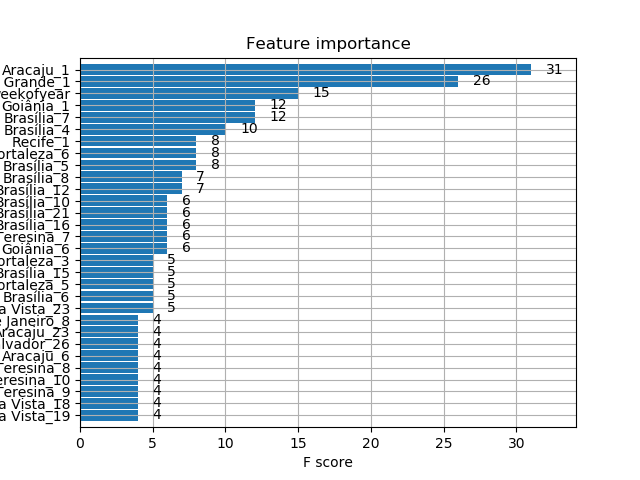 Feature importance
Aracaju_1 31
Grande_1 26
eekofyear 15
Goiânia_1 12
Brasília_7 12
Brasília_4 10
Recife_1 8
ortaleza_6 8
Brasília_5 8
Brasília_8 7
Brasília_12 7
Brasília_10 6
Brasília_21 6
Brasília_16 6
eresina_7 6
Goiânia_6 6
ortaleza_3 5
Brasília_15 5
ortaleza_5 5
Brasília_6 5
a Vista_23 5
e Janeiro_8 4
Aracaju_23 4
lvador_26 4
Aracaju_6 4
eresina_8 4
eresina_10 4
Teresina_9 4
a Vista_18 4
a Vista_19 4
0 5 10 15 20 25 30
F score